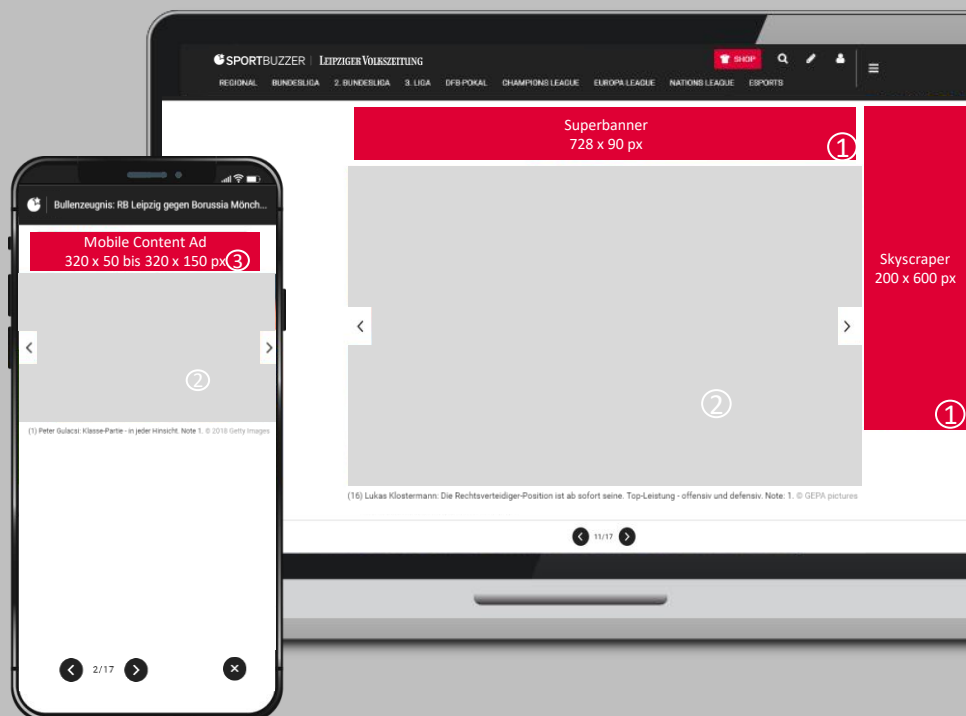 SPORTBUZZER | LEIPZIGER VOLKSZEITUNG
SHOP
REGIONAL BUNDESLIGA 2. BUNDESLIGA 3. LIGA DFB-POKAL CHAMPIONS LEAGUE EUROPA LEAGUE NATIONS LEAGUE ESPORTS
Superbanner
728 x 90 px
1
Skyscraper
200 x 600 px
1
2
(16) Lukas Klostermann: Die Rechtsverteidiger-Position ist ab sofort seine. Top-Leistung - offensiv und defensiv. Note: 1. © GEPA pictures
11/17
Bullenzeugnis: RB Leipzig gegen Borussia Mönch...
Mobile Content Ad
320 x 50 bis 320 x 150 px
3
2
(1) Peter Gulacsi: Klasse-Partie - in jeder Hinsicht. Note 1. © 2018 Getty Images
2/17